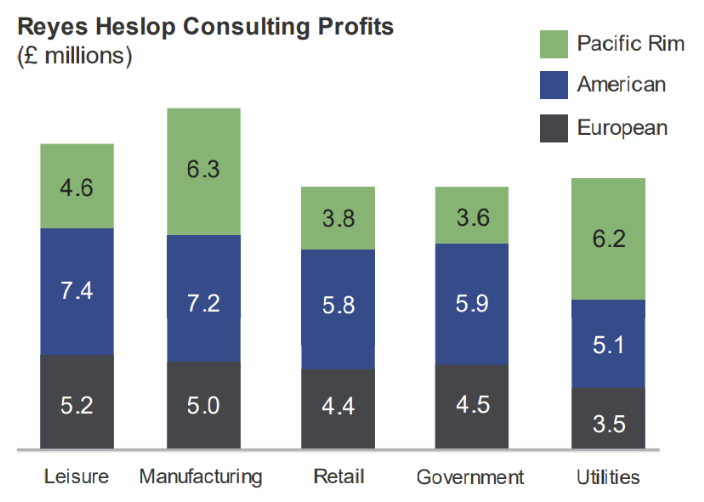 Reyes Heslop Consulting Profits
(£ millions)
Pacific Rim
American
European
4.6 6.3 3.8 3.6 6.2
7.4 7.2 5.8 5.9 5.1
5.2 5.0 4.4 4.5 3.5
Leisure Manufacturing Retail Government Utilities